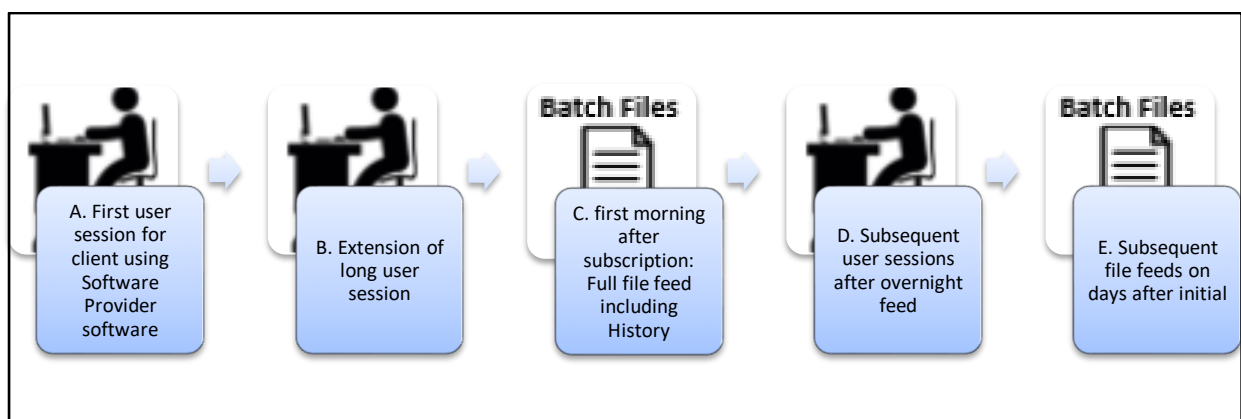 Batch Files
Batch Files
A. First user
session for
client using
Software
Provider
software
B. Extension of
long user
session
C. first morning
after
subscription:
Full file feed
including
History
D. Subsequent
user sessions
after overnight
feed
E. Subsequent
file feeds on
days after initial